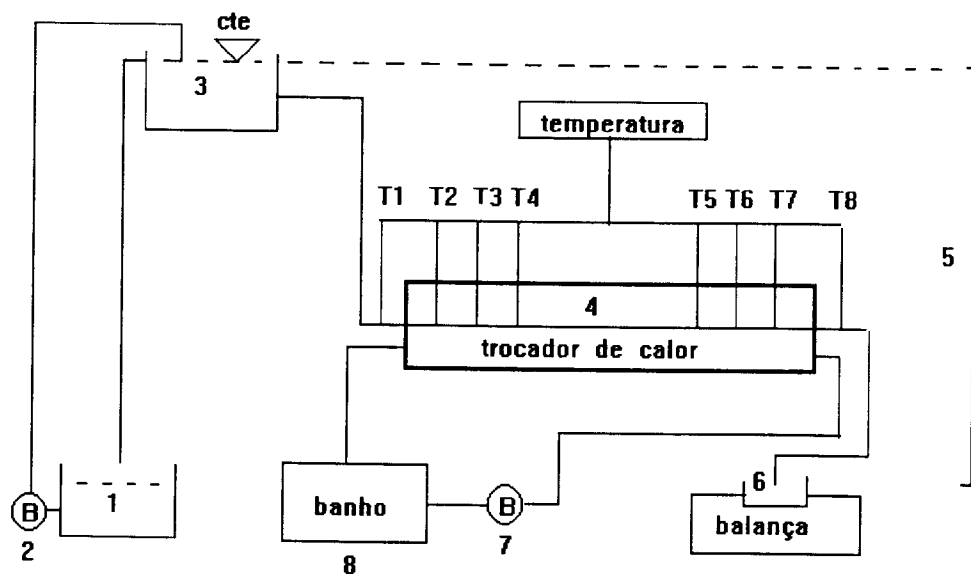 cte
3
temperatura
T1 T2 T3 T4 T5 T6 T7 T8
5
4
trocador de calor
1
B
2
banho
8
B
7
6
balança